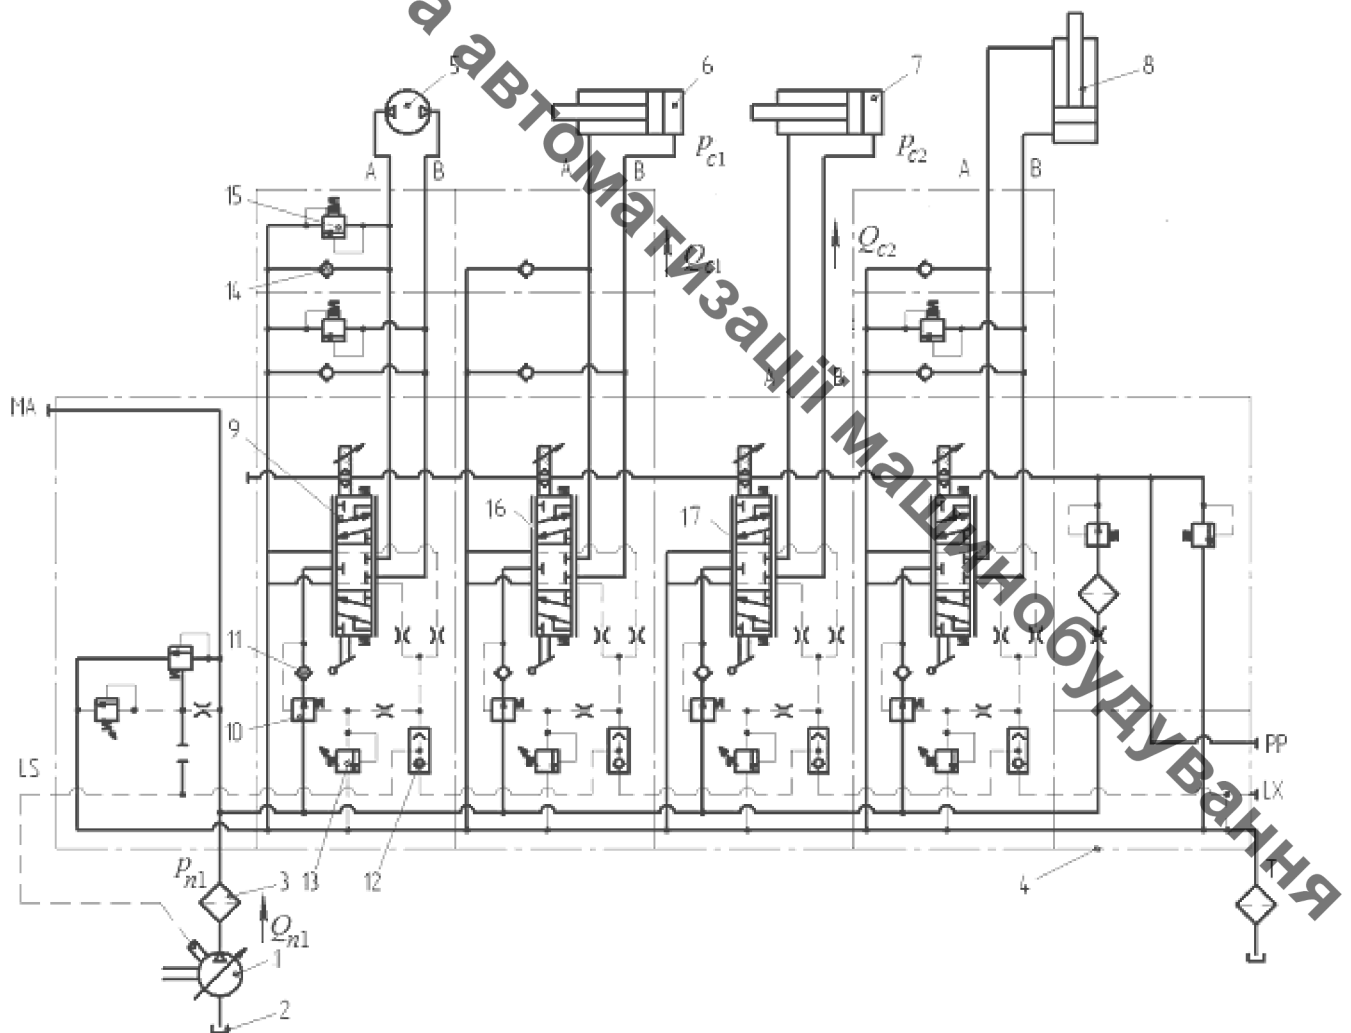 а автоматизації машинобудування
5
6
7
8
p_c1
p_c2
A
B
A
B
A
B
15
Q_c1
Q_c2
14
A
B
MA
9
16
17
11
10
PP
LS
LX
p_n1
3
13
12
4
T
Q_n1
1
2